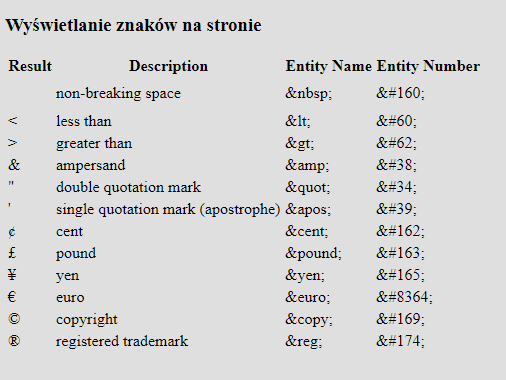 Wyświetlanie znaków na stronie
Result Description Entity Name Entity Number
non-breaking space &nbsp; &#160;
< less than &lt; &#60;
> greater than &gt; &#62;
& ampersand &amp; &#38;
" double quotation mark &quot; &#34;
' single quotation mark (apostrophe) &apos; &#39;
¢ cent &cent; &#162;
£ pound &pound; &#163;
¥ yen &yen; &#165;
€ euro &euro; &#8364;
© copyright &copy; &#169;
® registered trademark &reg; &#174;